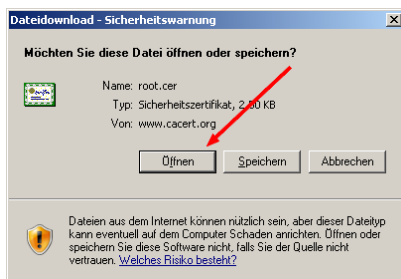 Dateidownload - Sicherheitswarnung
Möchten Sie diese Datei öffnen oder speichern?
Name: root.cer
Typ: Sicherheitszertifikat, 2,50 KB
Von: www.cacert.org
Öffnen Speichern Abbrechen
Dateien aus dem Internet können nützlich sein, aber dieser Dateityp
kann eventuell auf dem Computer Schaden anrichten. Öffnen oder
speichern Sie diese Software nicht, falls Sie der Quelle nicht
vertrauen. Welches Risiko besteht?